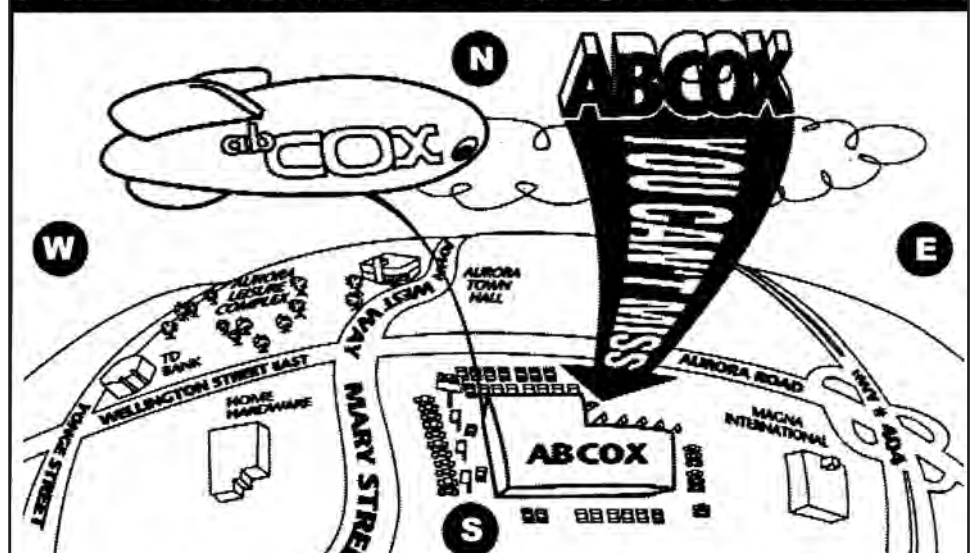 N
ABCOX
abcox
YOU CAN'T MISS
W
E
AURORA
LEISURE
COMPLEX
WEST WAY
AURORA
TOWN
HALL
TD
BANK
WELLINGTON STREET EAST
HOME
HARDWARE
YONGE STREET
MARY STRE
AURORA ROAD
MAGNA
INTERNATIONAL
HWY * 404
ABCOX
S